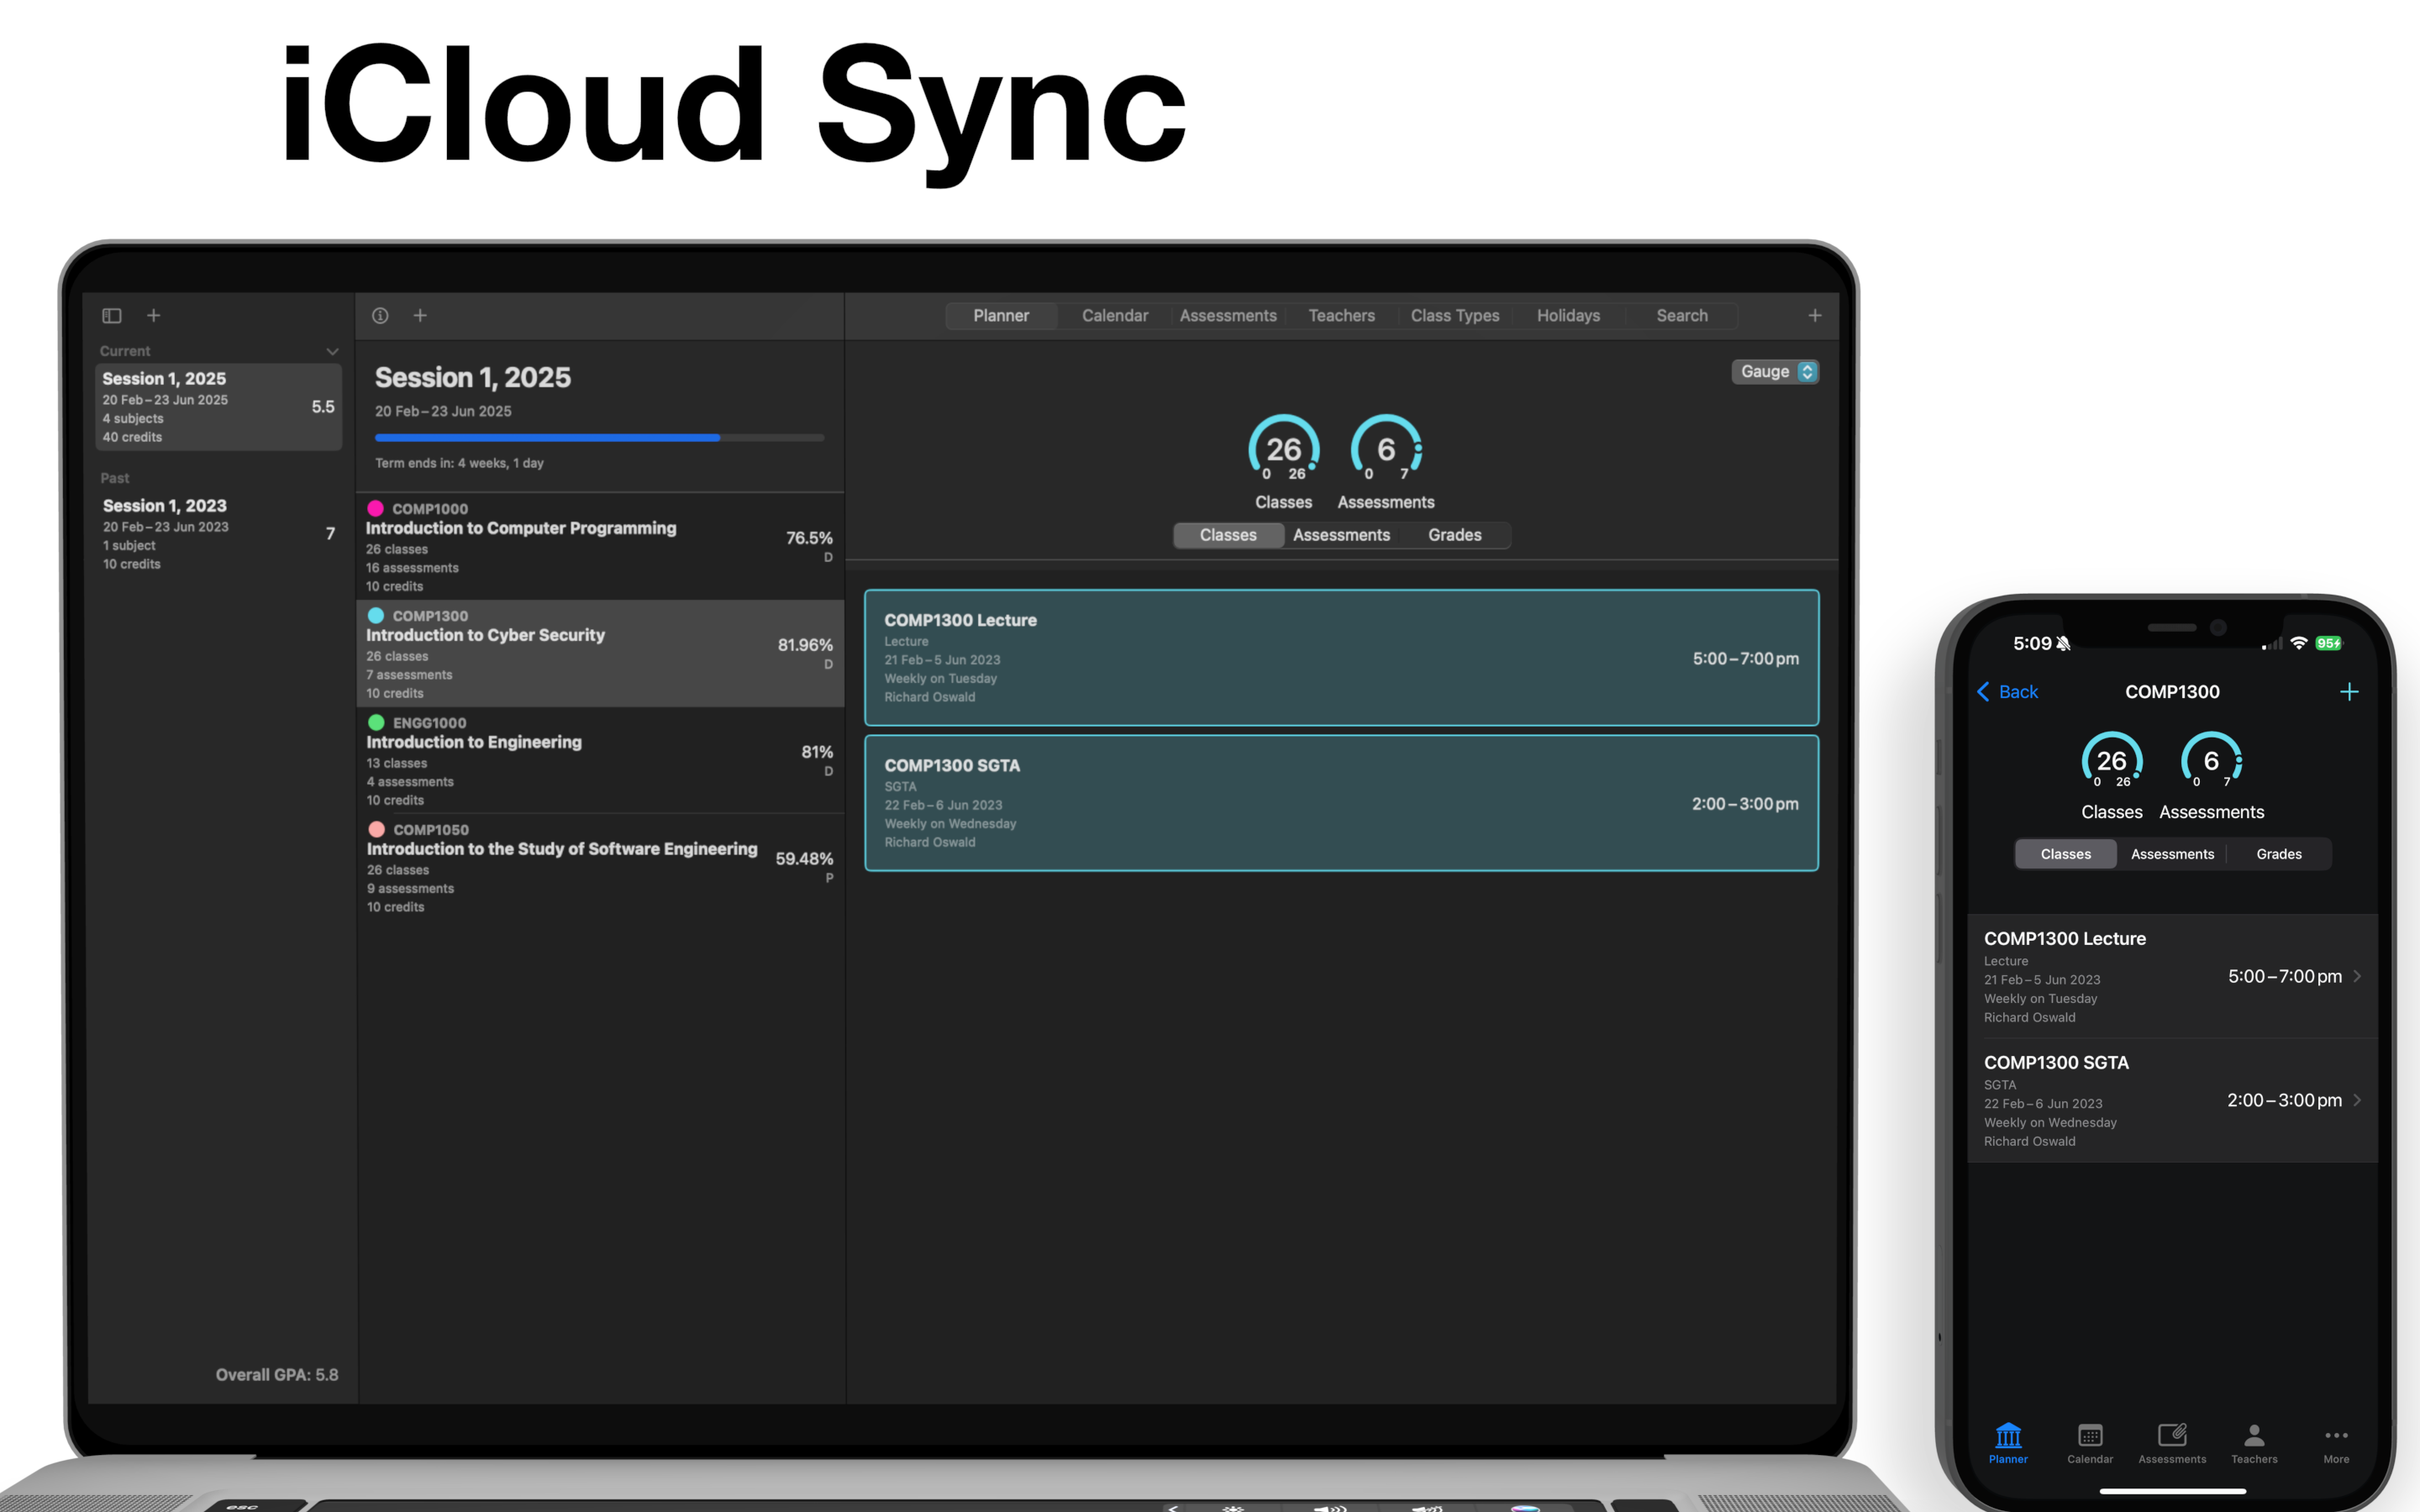 iCloud Sync
Current
Session 1, 2025
20 Feb – 23 Jun 2025
4 subjects
40 credits
5.5
Past
Session 1, 2023
20 Feb – 23 Jun 2023
1 subject
10 credits
7
Overall GPA: 5.8
Session 1, 2025
20 Feb – 23 Jun 2025
Term ends in: 4 weeks, 1 day
COMP1000
Introduction to Computer Programming
26 classes
16 assessments
10 credits
76.5%
D
COMP1300
Introduction to Cyber Security
26 classes
7 assessments
10 credits
81.96%
D
ENGG1000
Introduction to Engineering
13 classes
4 assessments
10 credits
81%
D
COMP1050
Introduction to the Study of Software Engineering
26 classes
9 assessments
10 credits
59.48%
P
Planner Calendar Assessments Teachers Class Types Holidays Search
Gauge
26 6
0 26 0 7
Classes Assessments
Classes Assessments Grades
COMP1300 Lecture
Lecture
21 Feb – 5 Jun 2023
Weekly on Tuesday
Richard Oswald
5:00 – 7:00 pm
COMP1300 SGTA
SGTA
22 Feb – 6 Jun 2023
Weekly on Wednesday
Richard Oswald
2:00 – 3:00 pm
esc
5:09
95
Back COMP1300
26 6
0 26 0 7
Classes Assessments
Classes Assessments Grades
COMP1300 Lecture
Lecture
21 Feb – 5 Jun 2023
Weekly on Tuesday
Richard Oswald
5:00 – 7:00 pm
COMP1300 SGTA
SGTA
22 Feb – 6 Jun 2023
Weekly on Wednesday
Richard Oswald
2:00 – 3:00 pm
Planner Calendar Assessments Teachers More